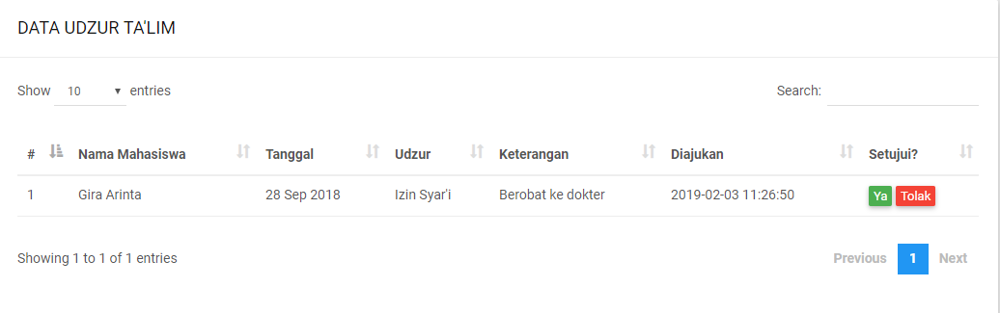 DATA UDZUR TA'LIM
Show 10 entries Search:
# Nama Mahasiswa Tanggal Udzur Keterangan Diajukan Setujui?
1 Gira Arinta 28 Sep 2018 Izin Syar'i Berobat ke dokter 2019-02-03 11:26:50 Ya Tolak
Showing 1 to 1 of 1 entries Previous 1 Next